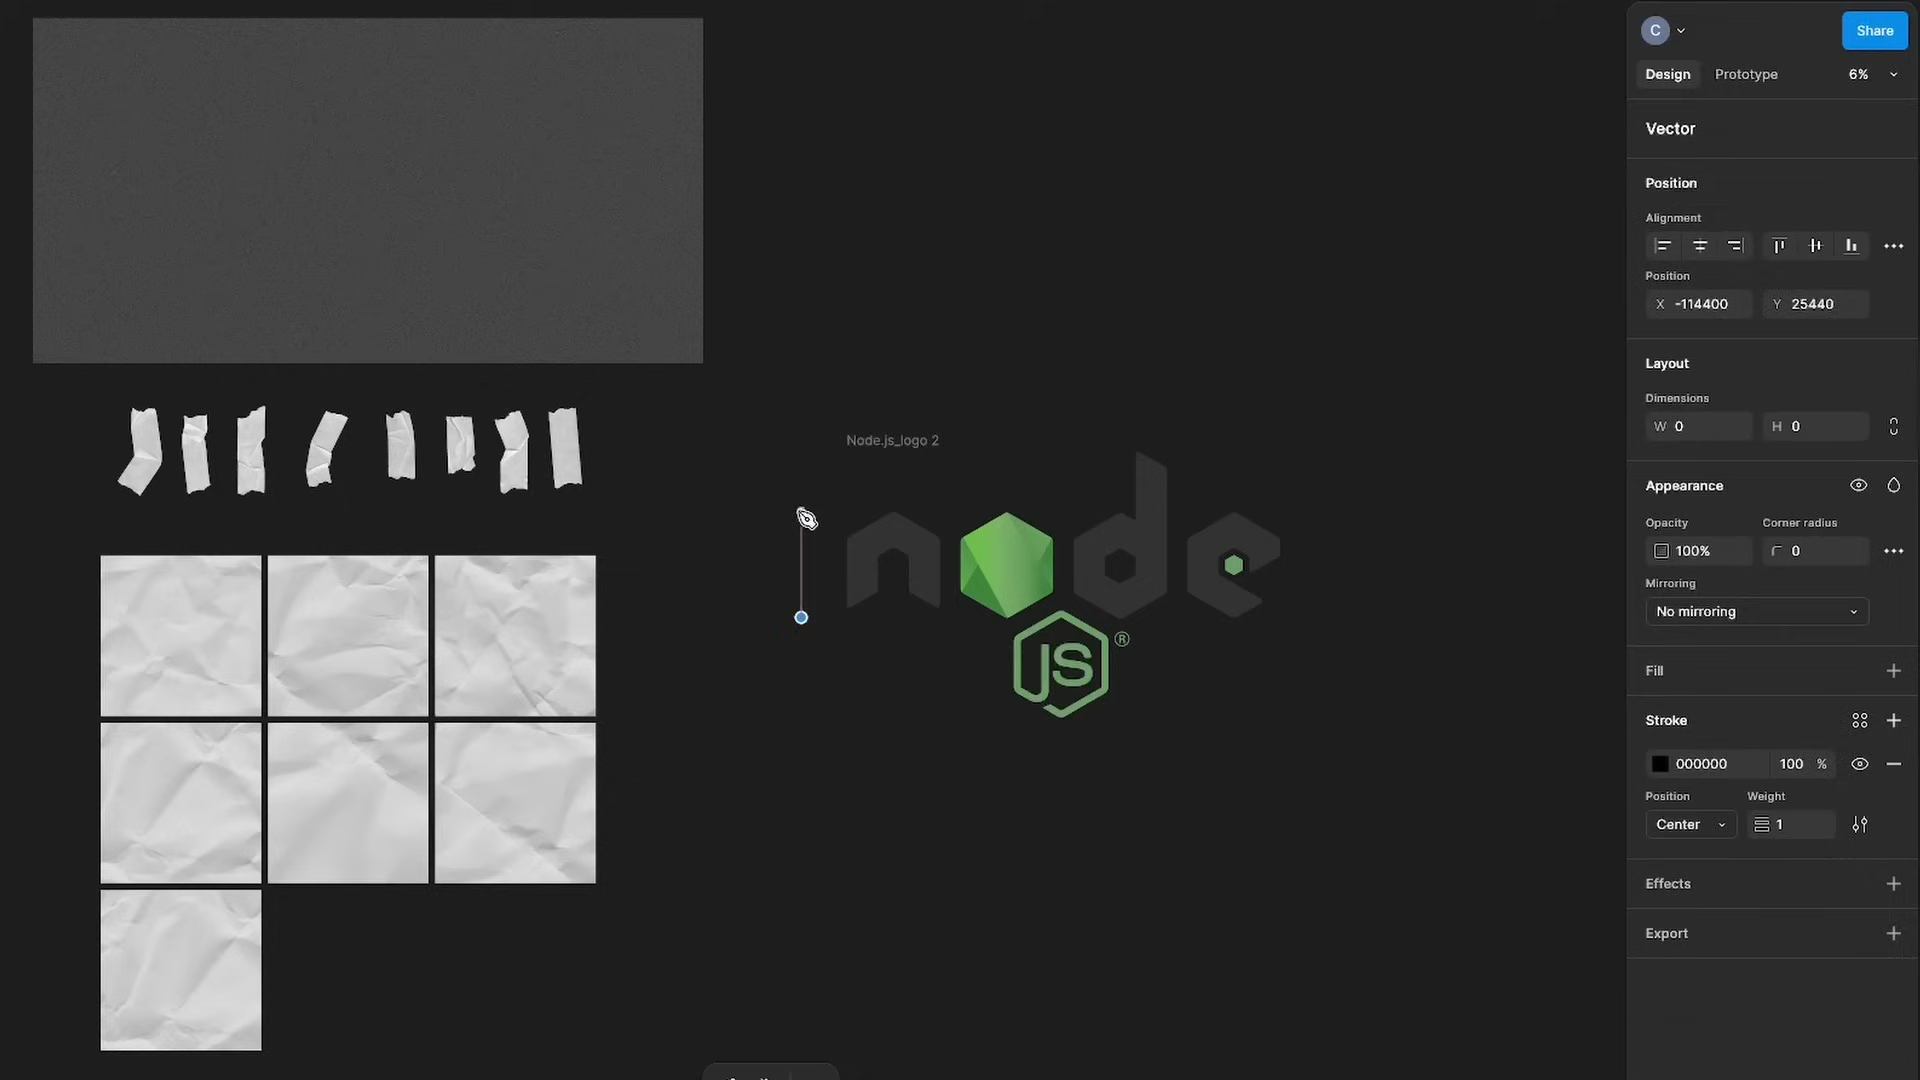 C
Share
Design Prototype 6%
Vector
Position
Alignment
Position
X -114400 Y 25440
Layout
Dimensions
W 0 H 0
Appearance
Opacity Corner radius
100% 0
Mirroring
No mirroring
Fill
Stroke
000000 100 %
Position Weight
Center 1
Effects
Export
Node.js_logo 2
node
JS ®